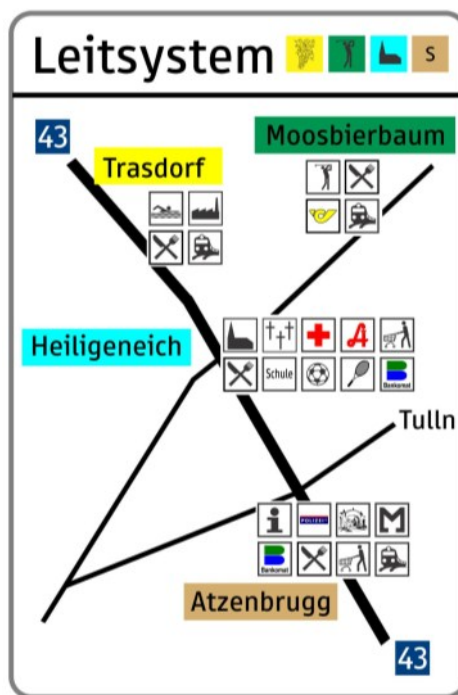 Leitsystem S
43
Moosbierbaum
Trasdorf
Heiligeneich
Schule
Bankomat
Tulln
POLIZEI
Bankomat
Atzenbrugg
43